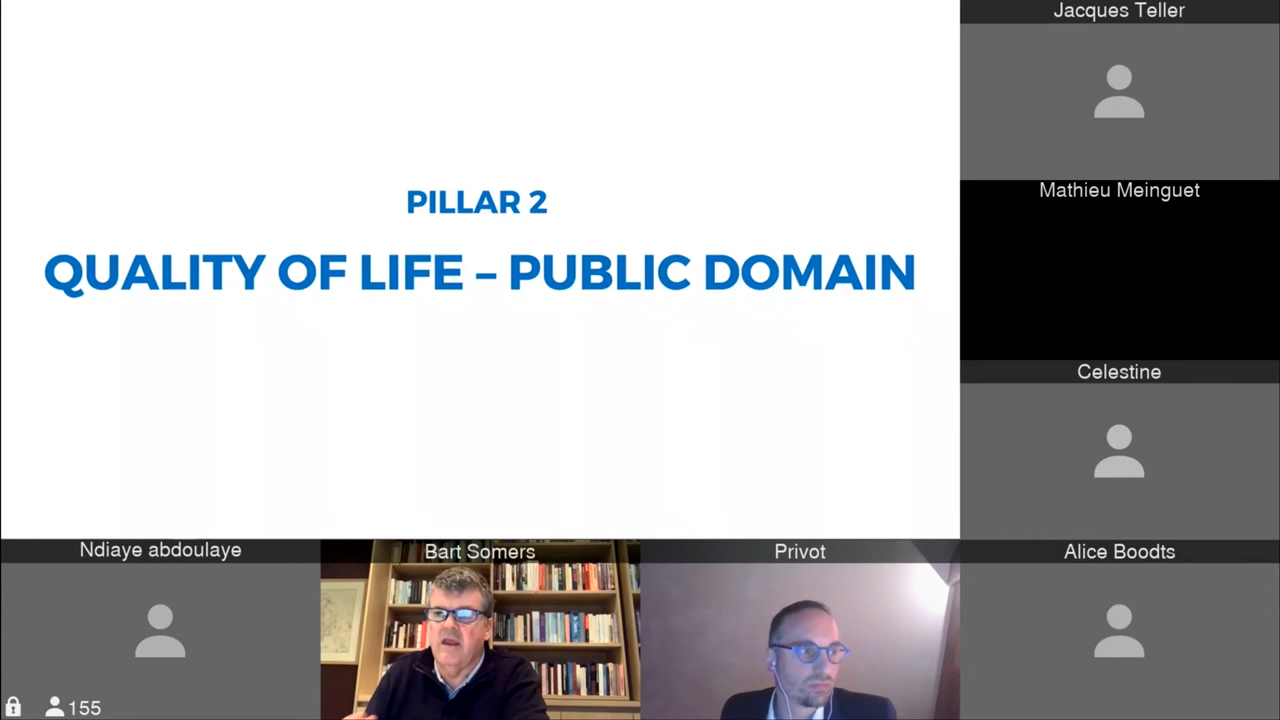 Jacques Teller
PILLAR 2
Mathieu Meinguet
QUALITY OF LIFE – PUBLIC DOMAIN
Celestine
Ndiaye abdoulaye
Bart Somers
Privot
Alice Boodts
155